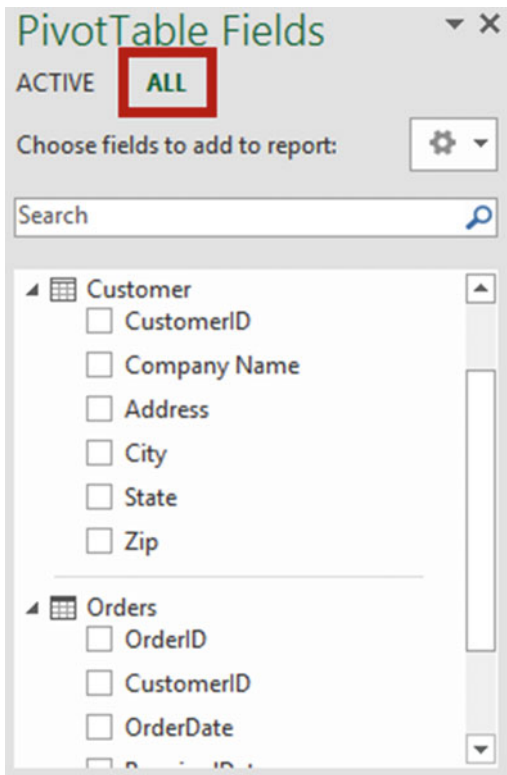 PivotTable Fields
ACTIVE ALL
Choose fields to add to report:
Search
Customer
CustomerID
Company Name
Address
City
State
Zip
Orders
OrderID
CustomerID
OrderDate